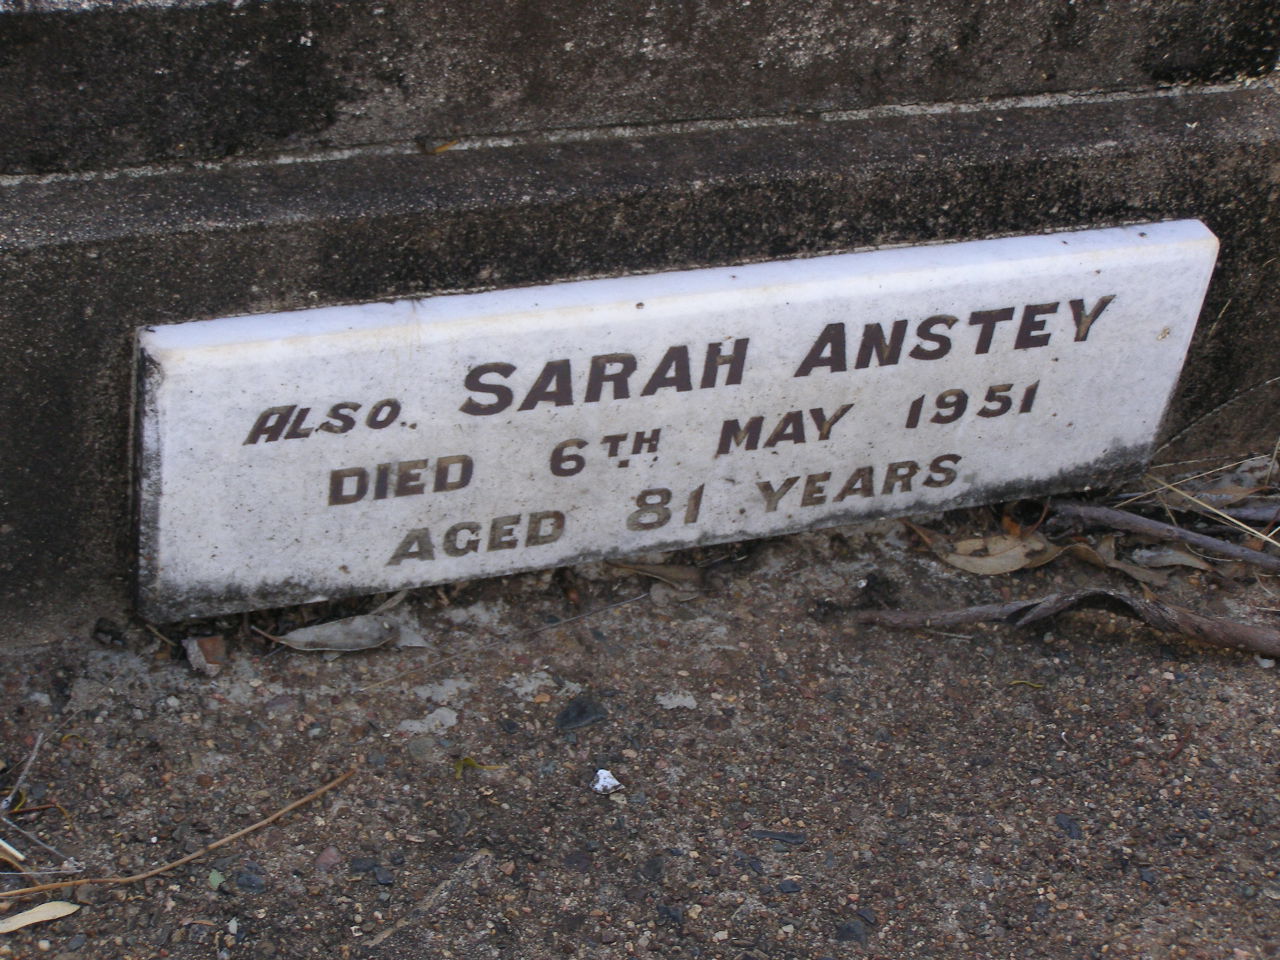 ALSO. SARAH ANSTEY
DIED 6TH MAY 1951
AGED 81 YEARS.